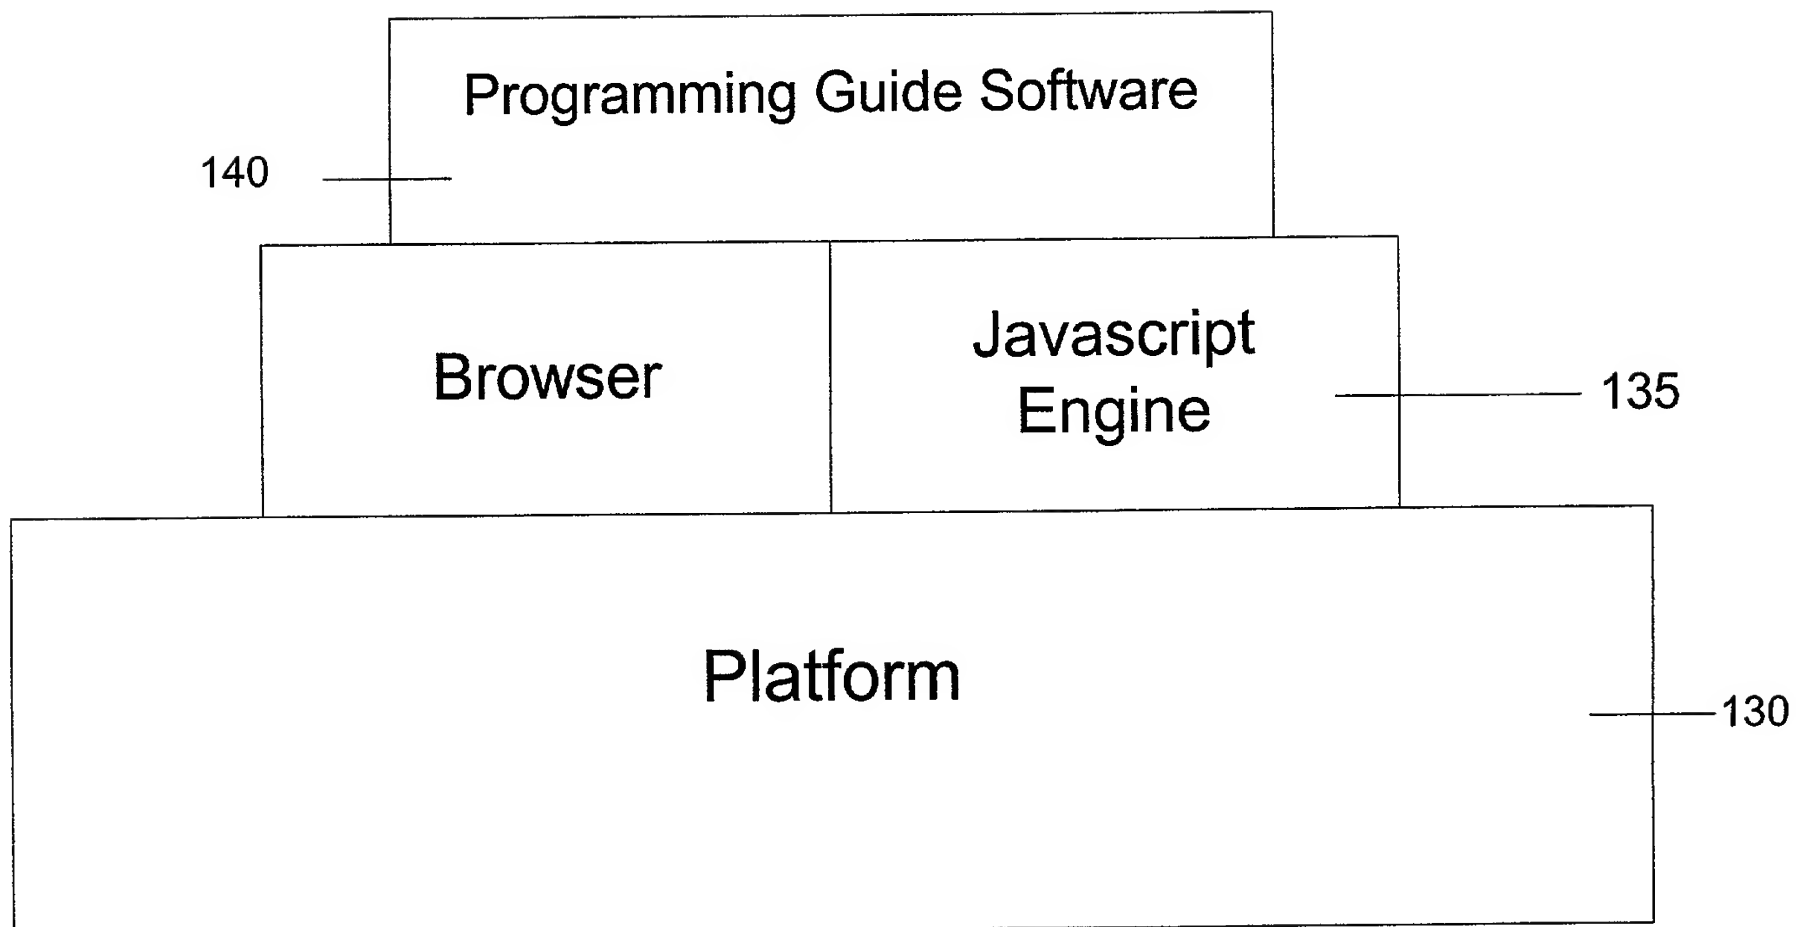 Programming Guide Software
140
Browser
Javascript
Engine
135
Platform
130